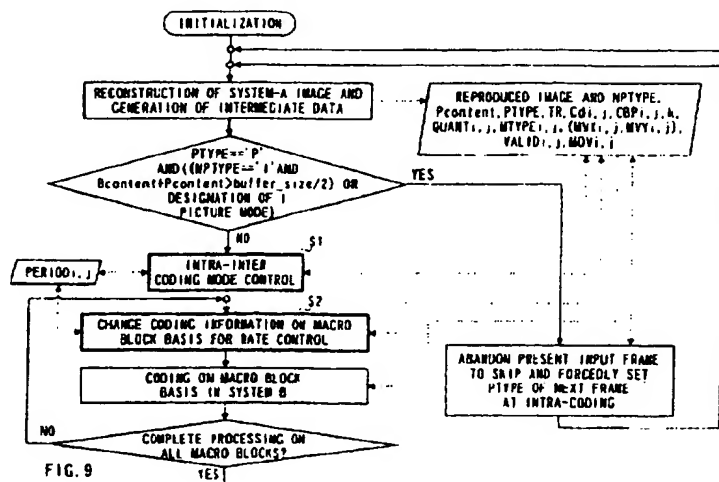 INITIALIZATION
RECONSTRUCTION OF SYSTEM-A IMAGE AND
GENERATION OF INTERMEDIATE DATA
REPRODUCED IMAGE AND NPTYPE,
Pcontent, PTYPE, TR, Cdi, j, CBPi, j, k,
QUANTi, j, MTYPEi, j, (MVXi, j, MVYi, j),
VALIDi, j, MOVi, j
PTYPE=='P'
AND((NPTYPE=='I'AND
Bcontent+Pcontent>buffer_size/2) OR
DESIGNATION OF I
PICTURE MODE)
YES
NO
S1
PERIODi, j
INTRA-INTER
CODING MODE CONTROL
S2
CHANGE CODING INFORMATION ON MACRO
BLOCK BASIS FOR RATE CONTROL
ABANDON PRESENT INPUT FRAME
TO SKIP AND FORCEDLY SET
PTYPE OF NEXT FRAME
AT INTRA-CODING
CODING ON MACRO BLOCK
BASIS IN SYSTEM B
NO
COMPLETE PROCESSING ON
ALL MACRO BLOCKS?
FIG. 9
YES